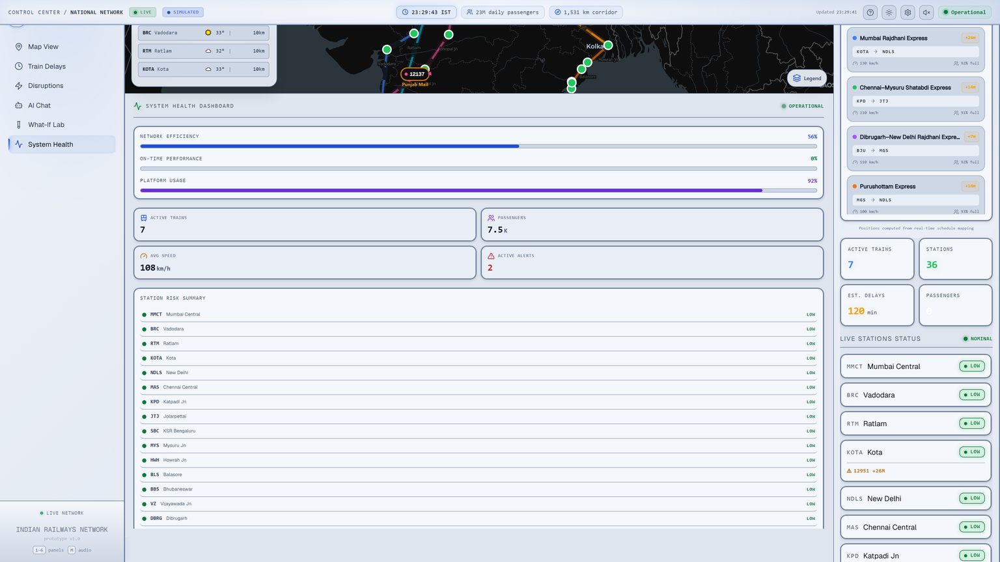 CONTROL CENTER / NATIONAL NETWORK
LIVE
SIMULATED
23:29:43 IST
23M daily passengers
1,531 km corridor
Updated 23:29:41
Operational
Map View
Train Delays
Disruptions
AI Chat
What-If Lab
System Health
LIVE NETWORK
INDIAN RAILWAYS NETWORK
prototype v1.0
1-6 panels M audio
BRC Vadodara 33° | 10km
RTM Ratlam 32° | 10km
KOTA Kota 33° | 10km
Ratlam
Bhopal Jn
Vadodara
12137
Punjab Mail
Kolka
Howrah Jn
Balasore
Legend
SYSTEM HEALTH DASHBOARD
OPERATIONAL
NETWORK EFFICIENCY 56%
ON-TIME PERFORMANCE 0%
PLATFORM USAGE 92%
ACTIVE TRAINS
7
PASSENGERS
7.5K
AVG SPEED
108 km/h
ACTIVE ALERTS
2
STATION RISK SUMMARY
MMCT Mumbai Central LOW
BRC Vadodara LOW
RTM Ratlam LOW
KOTA Kota LOW
NDLS New Delhi LOW
MAS Chennai Central LOW
KPD Katpadi Jn LOW
JTJ Jolarpettai LOW
SBC KSR Bengaluru LOW
MYS Mysuru Jn LOW
HWH Howrah Jn LOW
BLS Balasore LOW
BBS Bhubaneswar LOW
VZ Vijayawada Jn LOW
DBRG Dibrugarh LOW
Mumbai Rajdhani Express +26m
KOTA → NDLS
130 km/h 92% full
Chennai–Mysuru Shatabdi Express +14m
KPD → JTJ
110 km/h 91% full
Dibrugarh–New Delhi Rajdhani Expre... +7m
BJU → MGS
110 km/h 92% full
Purushottam Express +16m
MGS → NDLS
100 km/h 93% full
Positions computed from real-time schedule mapping
ACTIVE TRAINS
7
STATIONS
36
EST. DELAYS
120 min
PASSENGERS
0
LIVE STATIONS STATUS
NOMINAL
MMCT Mumbai Central LOW
BRC Vadodara LOW
RTM Ratlam LOW
KOTA Kota LOW
12951 +26M
NDLS New Delhi LOW
MAS Chennai Central LOW
KPD Katpadi Jn LOW